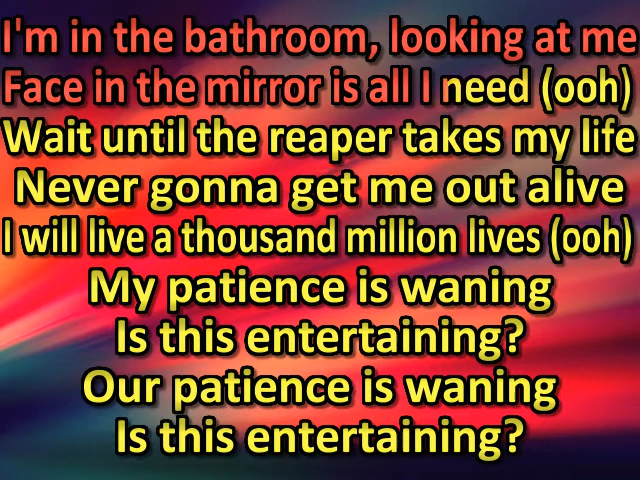 I'm in the bathroom, looking at me
Face in the mirror is all I need (ooh)
Wait until the reaper takes my life
Never gonna get me out alive
I will live a thousand million lives (ooh)
My patience is waning
Is this entertaining?
Our patience is waning
Is this entertaining?